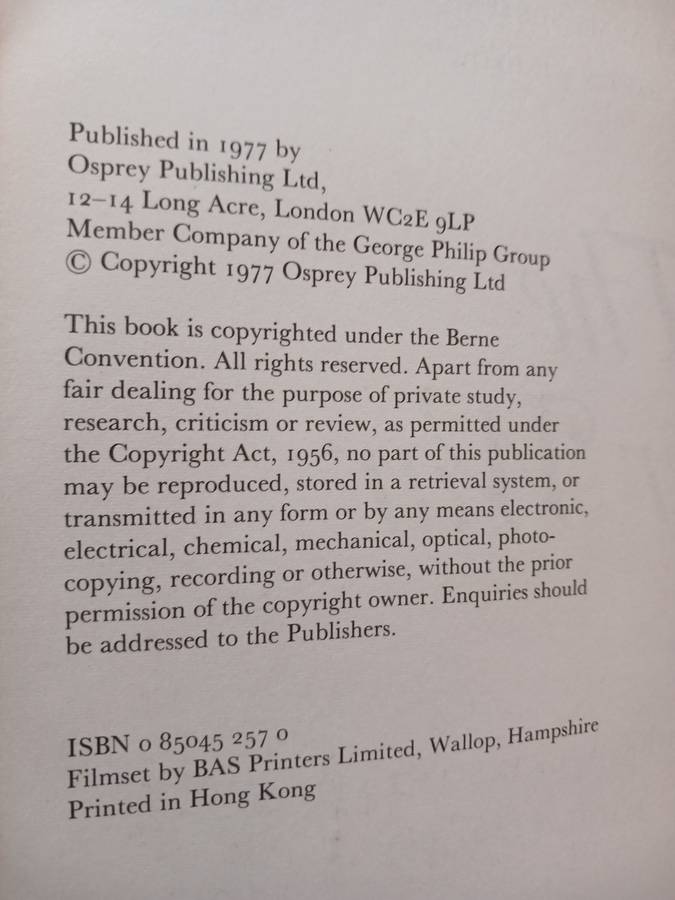 Published in 1977 by
Osprey Publishing Ltd,
12–14 Long Acre, London WC2E 9LP
Member Company of the George Philip Group
© Copyright 1977 Osprey Publishing Ltd
This book is copyrighted under the Berne
Convention. All rights reserved. Apart from any
fair dealing for the purpose of private study,
research, criticism or review, as permitted under
the Copyright Act, 1956, no part of this publication
may be reproduced, stored in a retrieval system, or
transmitted in any form or by any means electronic,
electrical, chemical, mechanical, optical, photo-
copying, recording or otherwise, without the prior
permission of the copyright owner. Enquiries should
be addressed to the Publishers.
ISBN 0 85045 257 0
Filmset by BAS Printers Limited, Wallop, Hampshire
Printed in Hong Kong